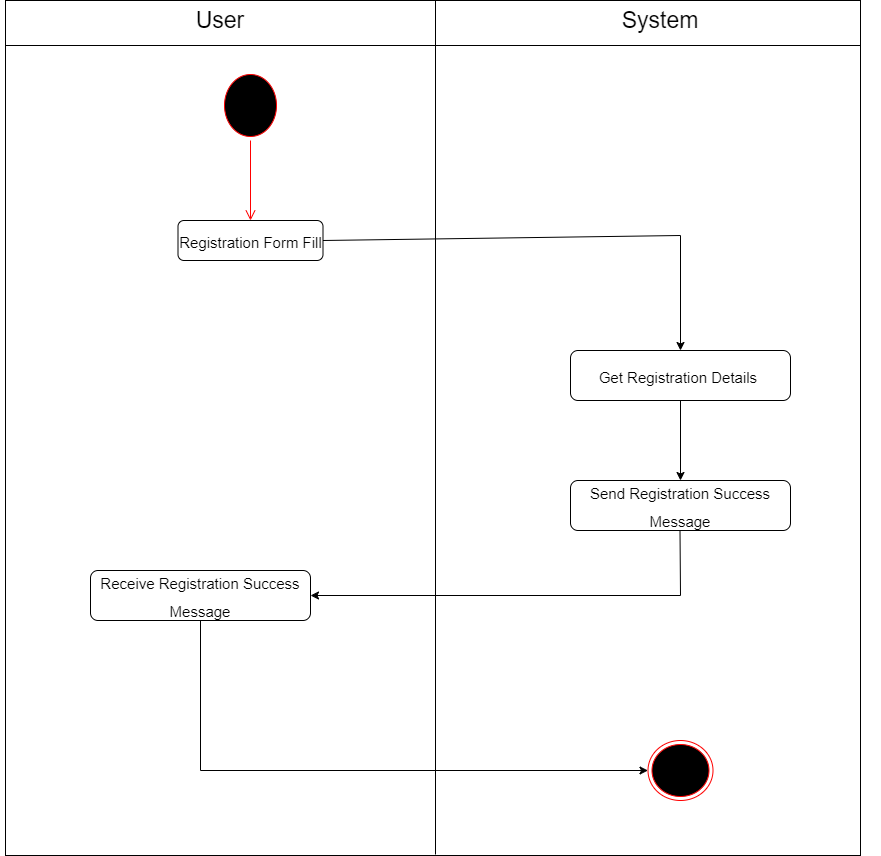 User
System
Registration Form Fill
Get Registration Details
Send Registration Success
Message
Receive Registration Success
Message